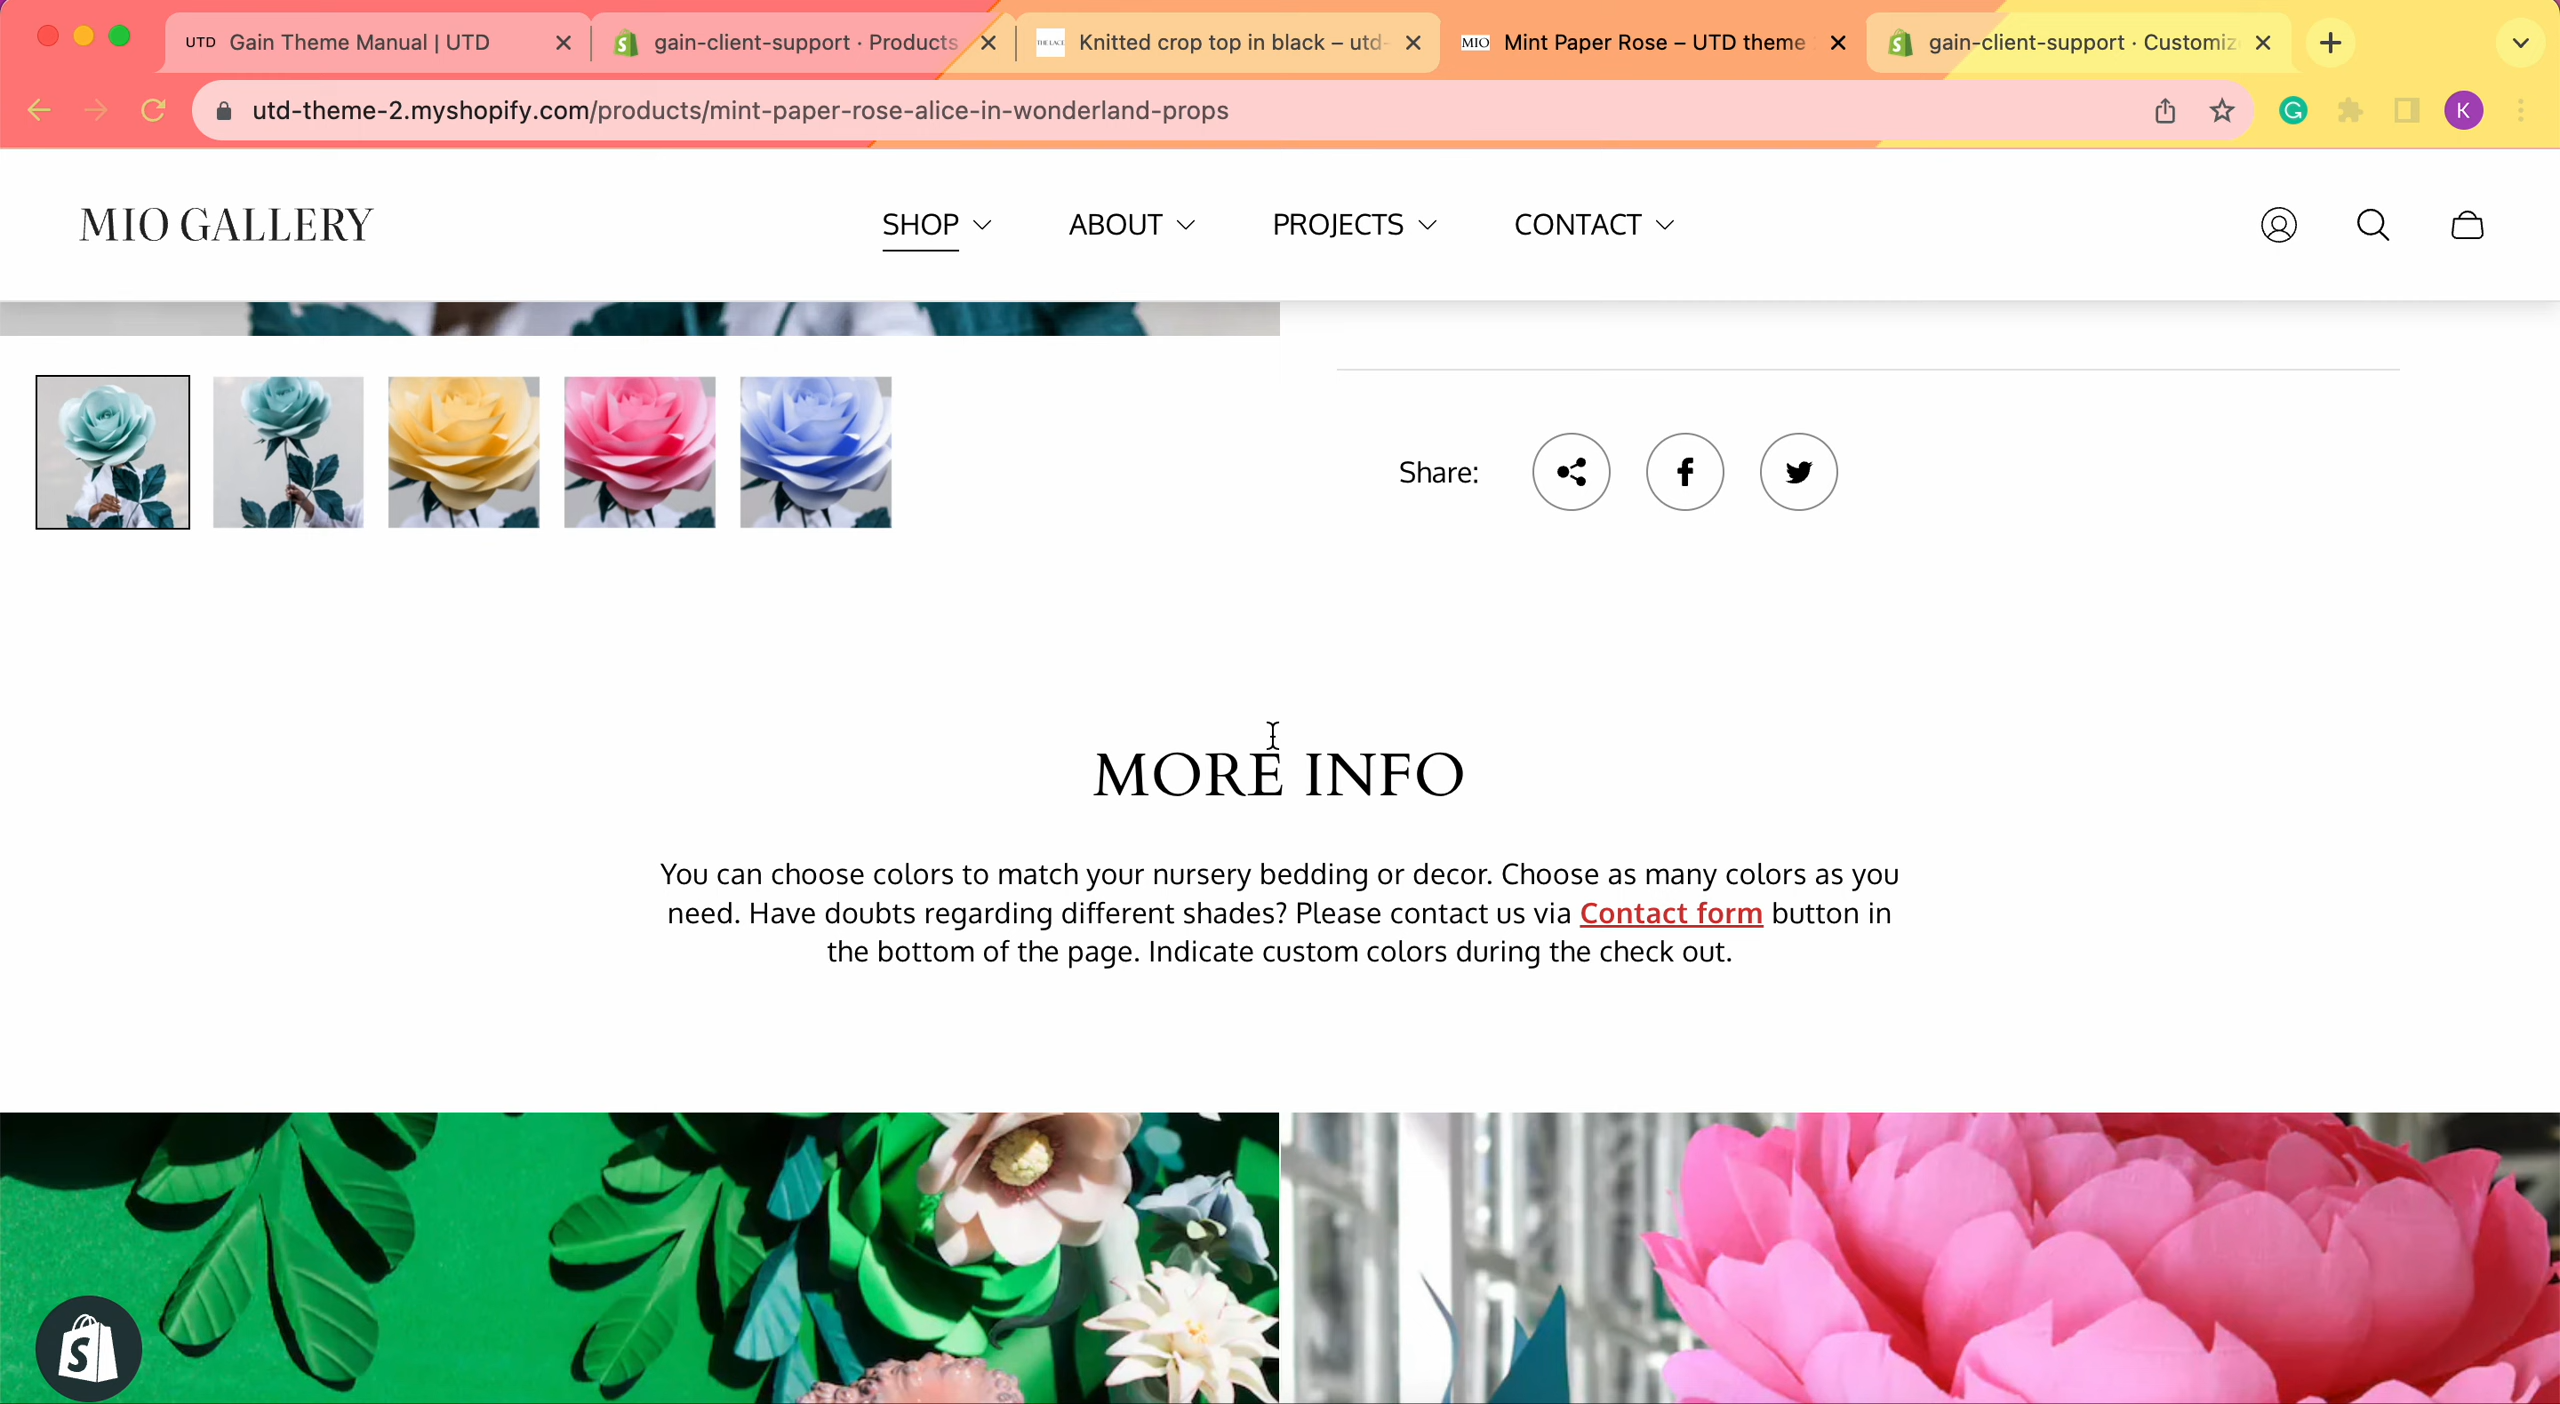 UTD Gain Theme Manual | UTD
gain-client-support · Products
THE LACE Knitted crop top in black – utd-
MIO Mint Paper Rose – UTD theme
gain-client-support · Customiz
utd-theme-2.myshopify.com/products/mint-paper-rose-alice-in-wonderland-props
G
K
MIO GALLERY
SHOP
ABOUT
PROJECTS
CONTACT
Share:
MORE INFO
You can choose colors to match your nursery bedding or decor. Choose as many colors as you
need. Have doubts regarding different shades? Please contact us via Contact form button in
the bottom of the page. Indicate custom colors during the check out.